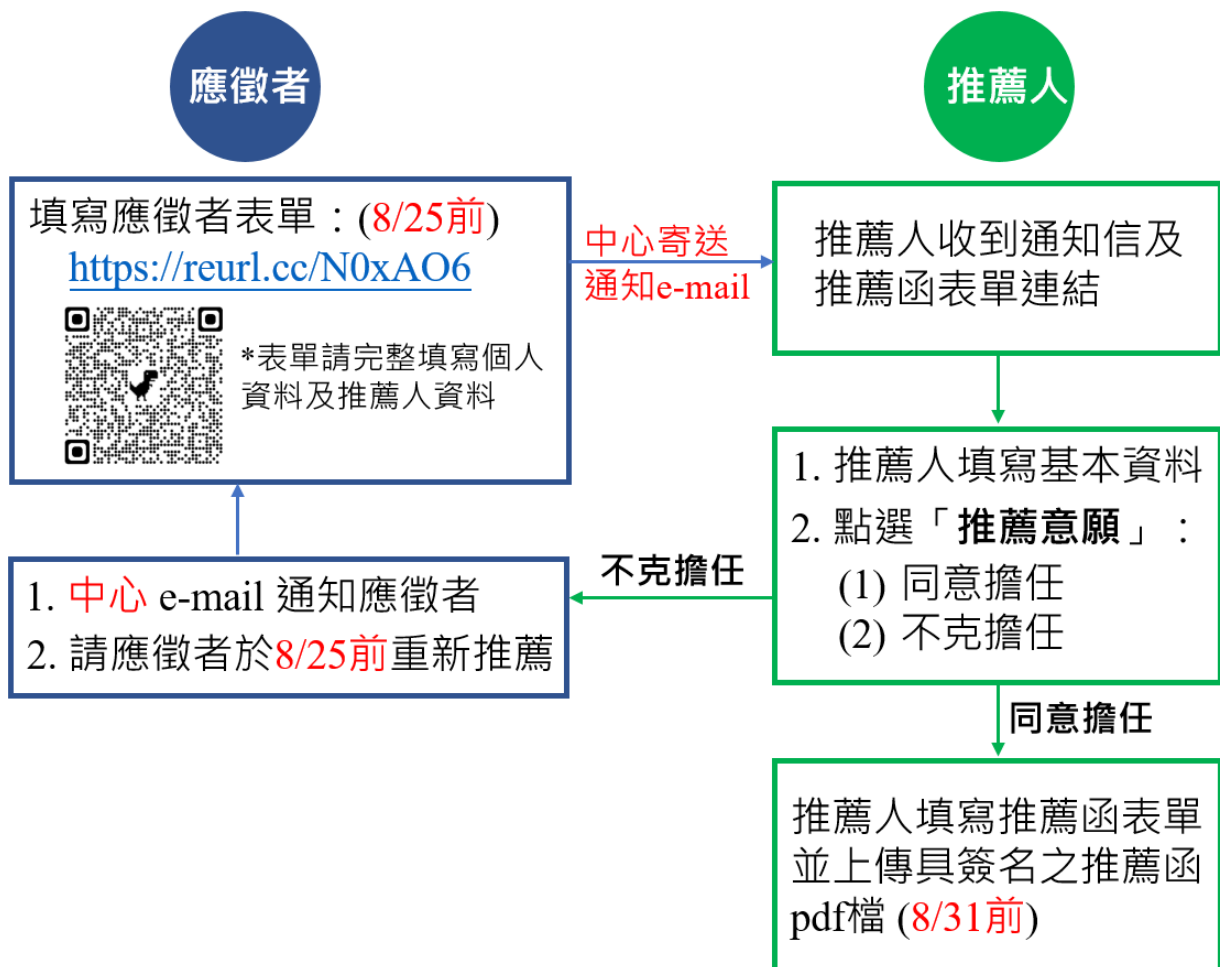 應徵者
推薦人
填寫應徵者表單：(8/25前)
https://reurl.cc/N0xAO6
*表單請完整填寫個人
資料及推薦人資料
中心寄送
通知e-mail
推薦人收到通知信及
推薦函表單連結
1. 推薦人填寫基本資料
2. 點選「推薦意願」：
(1) 同意擔任
(2) 不克擔任
不克擔任
1. 中心 e-mail 通知應徵者
2. 請應徵者於8/25前重新推薦
同意擔任
推薦人填寫推薦函表單
並上傳具簽名之推薦函
pdf檔 (8/31前)